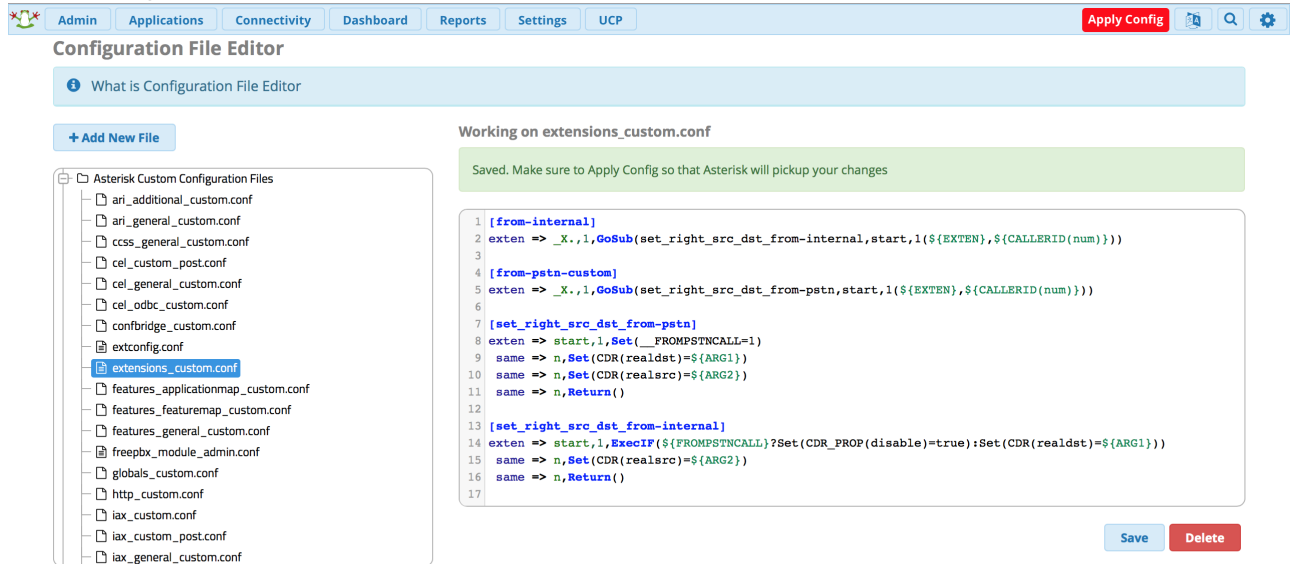 Admin Applications Connectivity Dashboard Reports Settings UCP Apply Config
Configuration File Editor
What is Configuration File Editor
+ Add New File
Asterisk Custom Configuration Files
ari_additional_custom.conf
ari_general_custom.conf
ccss_general_custom.conf
cel_custom_post.conf
cel_general_custom.conf
cel_odbc_custom.conf
confbridge_custom.conf
extconfig.conf
extensions_custom.conf
features_applicationmap_custom.conf
features_featuremap_custom.conf
features_general_custom.conf
freepbx_module_admin.conf
globals_custom.conf
http_custom.conf
iax_custom.conf
iax_custom_post.conf
iax_general_custom.conf
Working on extensions_custom.conf
Saved. Make sure to Apply Config so that Asterisk will pickup your changes
1 [from-internal]
2 exten => _X.,1,GoSub(set_right_src_dst_from-internal,start,1(${EXTEN},${CALLERID(num)}))
3
4 [from-pstn-custom]
5 exten => _X.,1,GoSub(set_right_src_dst_from-pstn,start,1(${EXTEN},${CALLERID(num)}))
6
7 [set_right_src_dst_from-pstn]
8 exten => start,1,Set(__FROMPSTNCALL=1)
9 same => n,Set(CDR(realdst)=${ARG1})
10 same => n,Set(CDR(realsrc)=${ARG2})
11 same => n,Return()
12
13 [set_right_src_dst_from-internal]
14 exten => start,1,ExecIF(${FROMPSTNCALL}?Set(CDR_PROP(disable)=true):Set(CDR(realdst)=${ARG1}))
15 same => n,Set(CDR(realsrc)=${ARG2})
16 same => n,Return()
17
Save Delete